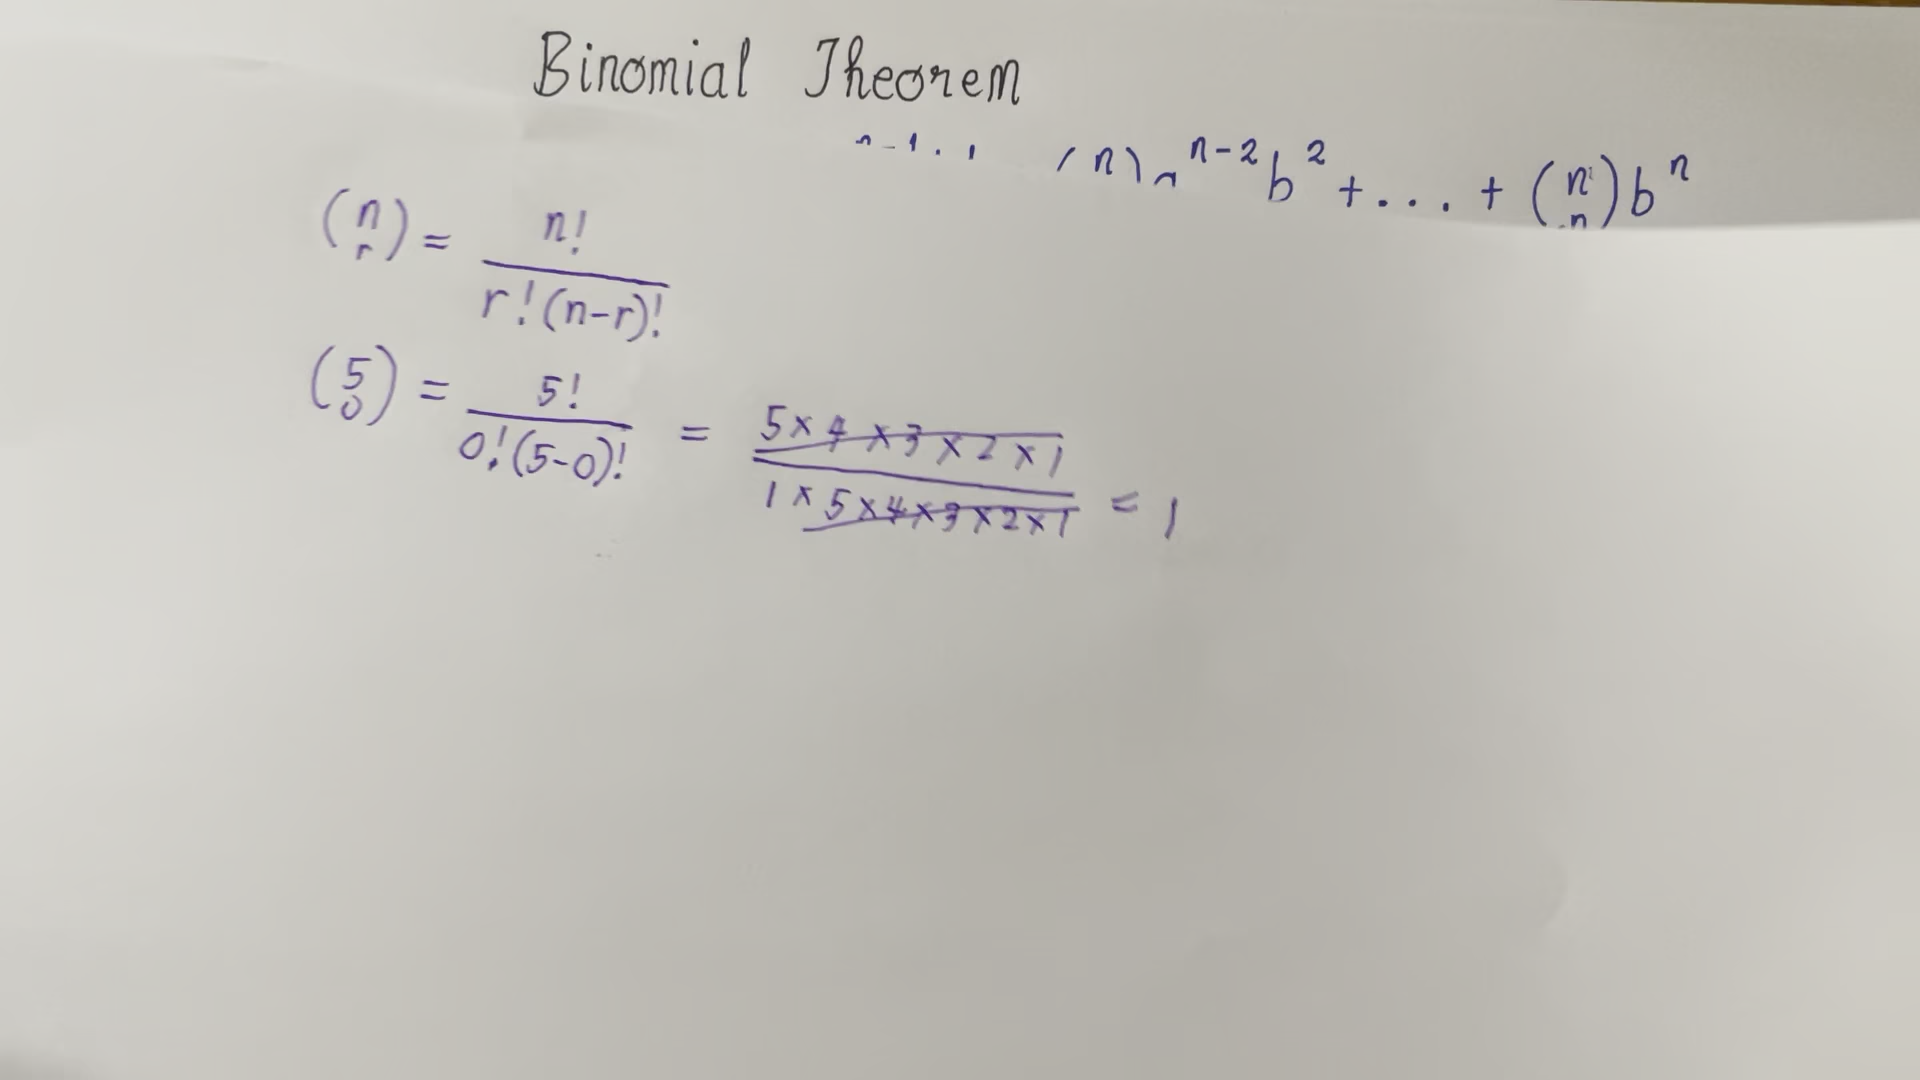 Binomial Theorem
n-2 b^2 + ... + (n n) b^n
(n r) = n! / r!(n-r)!
(5 0) = 5! / 0!(5-0)! = 5×4×3×2×1 / 1×5×4×3×2×1 = 1